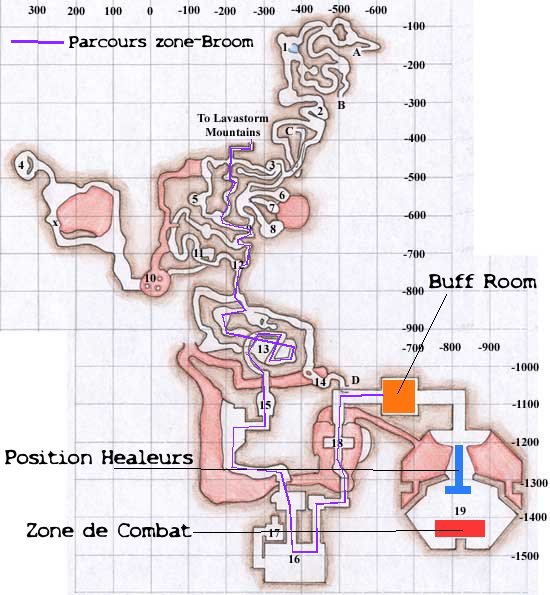 300 200 100 0 -100 -200 -300 -400 -500 -600
-100
Parcours zone-Broom
1
A
-200
B
-300
2
To Lavastorm
Mountains
C
-400
4
3
-500
5
6
7
x
-600
8
11
-700
12
10
-800
Buff Room
-900
13
-700 -800 -900
14
D
-1000
15
-1100
18
-1200
Position Healeurs
-1300
19
-1400
Zone de Combat
17
16
-1500